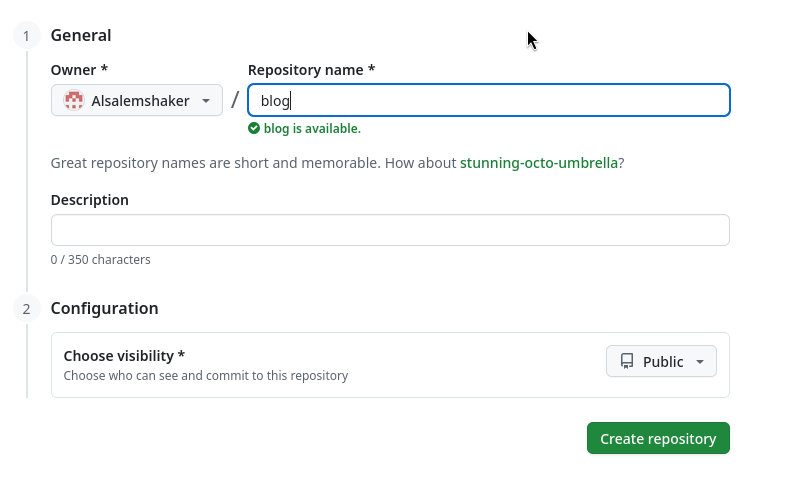 1 General
Owner * Repository name *
Alsalemshaker / blog
blog is available.
Great repository names are short and memorable. How about stunning-octo-umbrella?
Description
0 / 350 characters
2 Configuration
Choose visibility * Public
Choose who can see and commit to this repository
Create repository